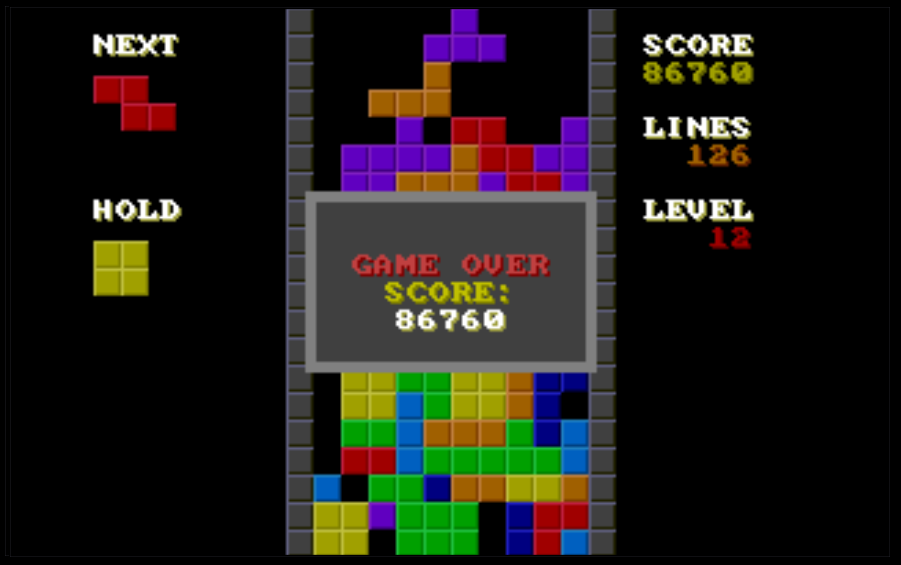 NEXT
HOLD
GAME OVER
SCORE:
86760
SCORE
86760
LINES
126
LEVEL
12